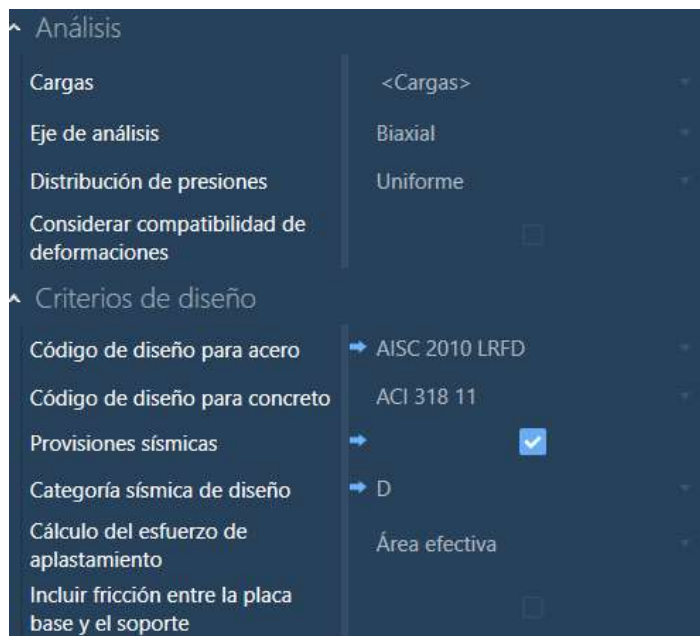 Análisis
Cargas <Cargas>
Eje de análisis Biaxial
Distribución de presiones Uniforme
Considerar compatibilidad de
deformaciones
Criterios de diseño
Código de diseño para acero AISC 2010 LRFD
Código de diseño para concreto ACI 318 11
Provisiones sísmicas
Categoría sísmica de diseño D
Cálculo del esfuerzo de
aplastamiento Área efectiva
Incluir fricción entre la placa
base y el soporte